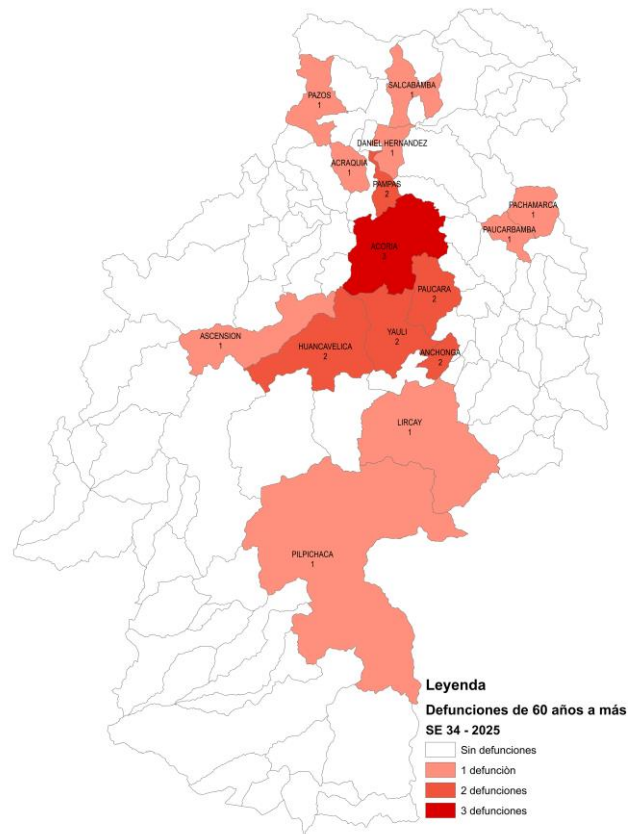 SALCABAMBA
1
PAZOS
1
DANIEL HERNANDEZ
1
ACRAQUIA
1
PAMPAS
2
PACHAMARCA
1
PAUCARBAMBA
1
ACORIA
3
PAUCARA
2
ASCENSION
1
HUANCAVELICA
2
YAULI
2
ANCHONGA
2
LIRCAY
1
PILPICHACA
1
Leyenda
Defunciones de 60 años a más
SE 34 - 2025
Sin defunciones
1 defunciòn
2 defunciones
3 defunciones